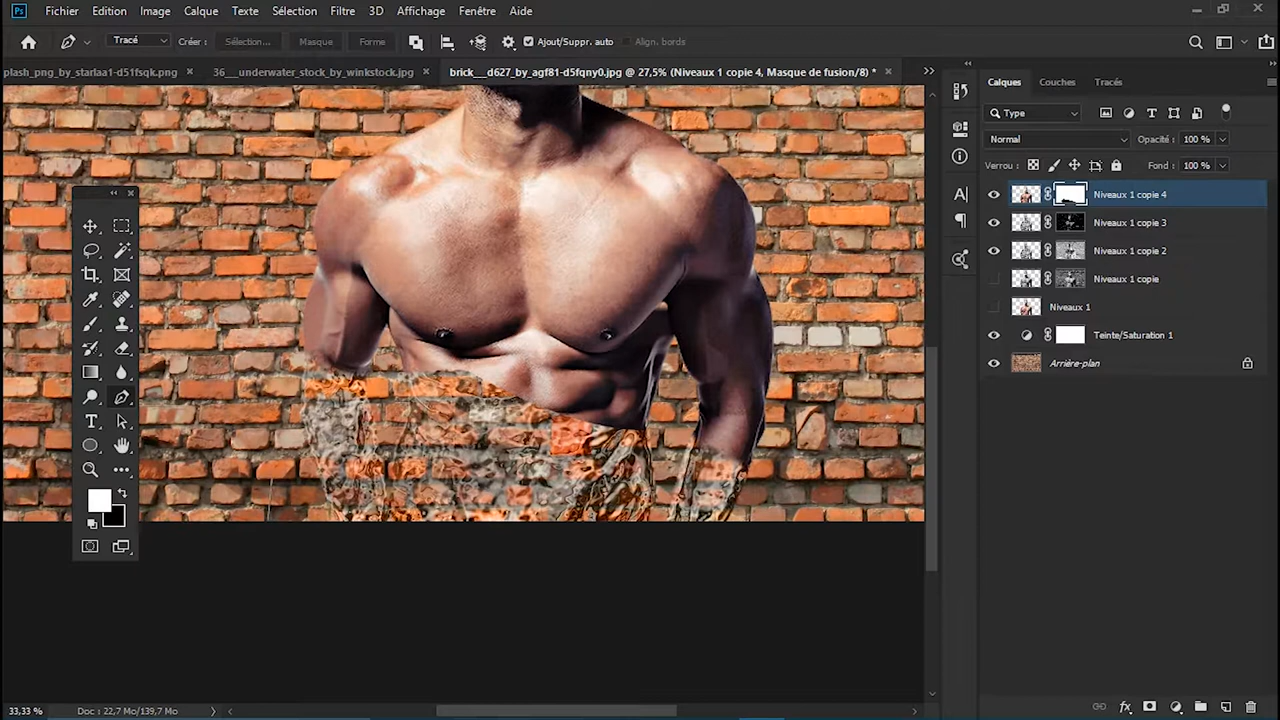 Ps Fichier Edition Image Calque Texte Sélection Filtre 3D Affichage Fenêtre Aide
Tracé Créer : Sélection... Masque Forme Ajout/Suppr. auto Align. bords
plash_png_by_starlaa1-d51fsqk.png × 36__underwater_stock_by_winkstock.jpg × brick___d627_by_agf81-d5fqny0.jpg @ 27,5% (Niveaux 1 copie 4, Masque de fusion/8) * ×
Calques Couches Tracés
Type
Normal Opacité : 100 %
Verrou : Fond : 100 %
Niveaux 1 copie 4
Niveaux 1 copie 3
Niveaux 1 copie 2
Niveaux 1 copie
Niveaux 1
Teinte/Saturation 1
Arrière-plan
33,33 % Doc : 22,7 Mo/139,7 Mo